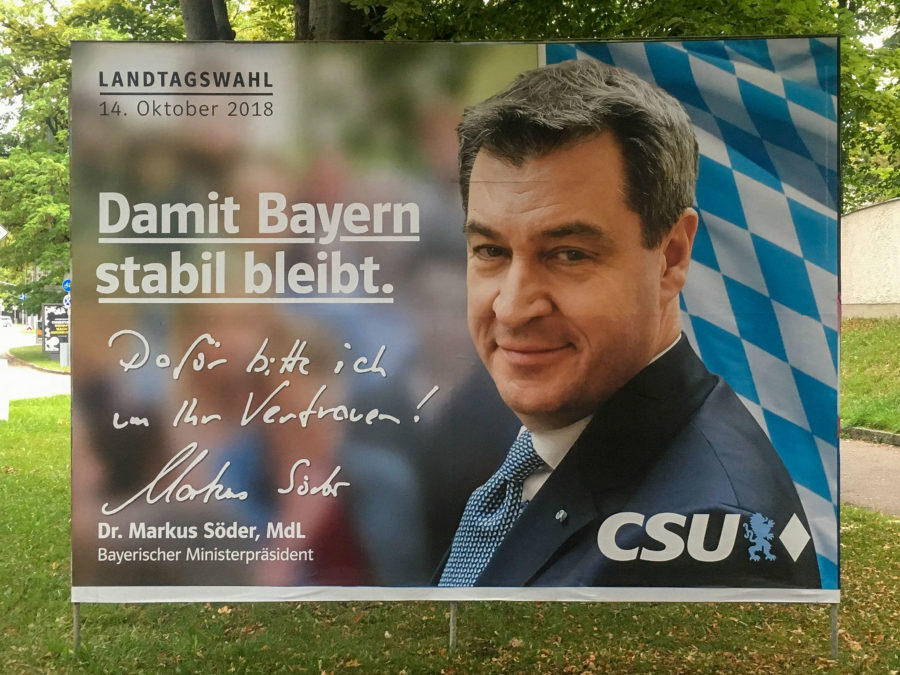 LANDTAGSWAHL
14. Oktober 2018
Damit Bayern
stabil bleibt.
Dafür bitte ich
um Ihr Vertrauen!
Markus Söder
Dr. Markus Söder, MdL
Bayerischer Ministerpräsident
CSU